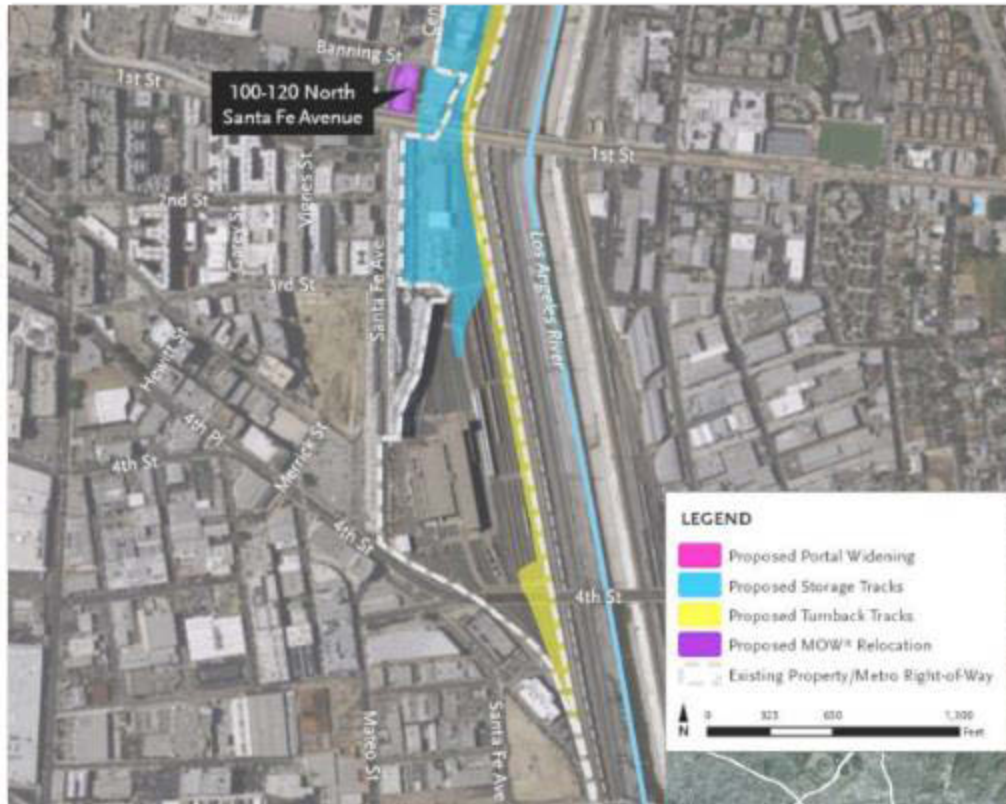 Banning St
1st St
100-120 North
Santa Fe Avenue
1st St
2nd St
Vignes St
Garey St
Santa Fe Ave
3rd St
Los Angeles River
Hewitt St
4th Pl
Merrick St
4th St
4th St
4th St
Mateo St
Santa Fe Ave
LEGEND
Proposed Portal Widening
Proposed Storage Tracks
Proposed Turnback Tracks
Proposed MOW* Relocation
Existing Property/Metro Right-of-Way
0 325 650 1,300
Feet
N